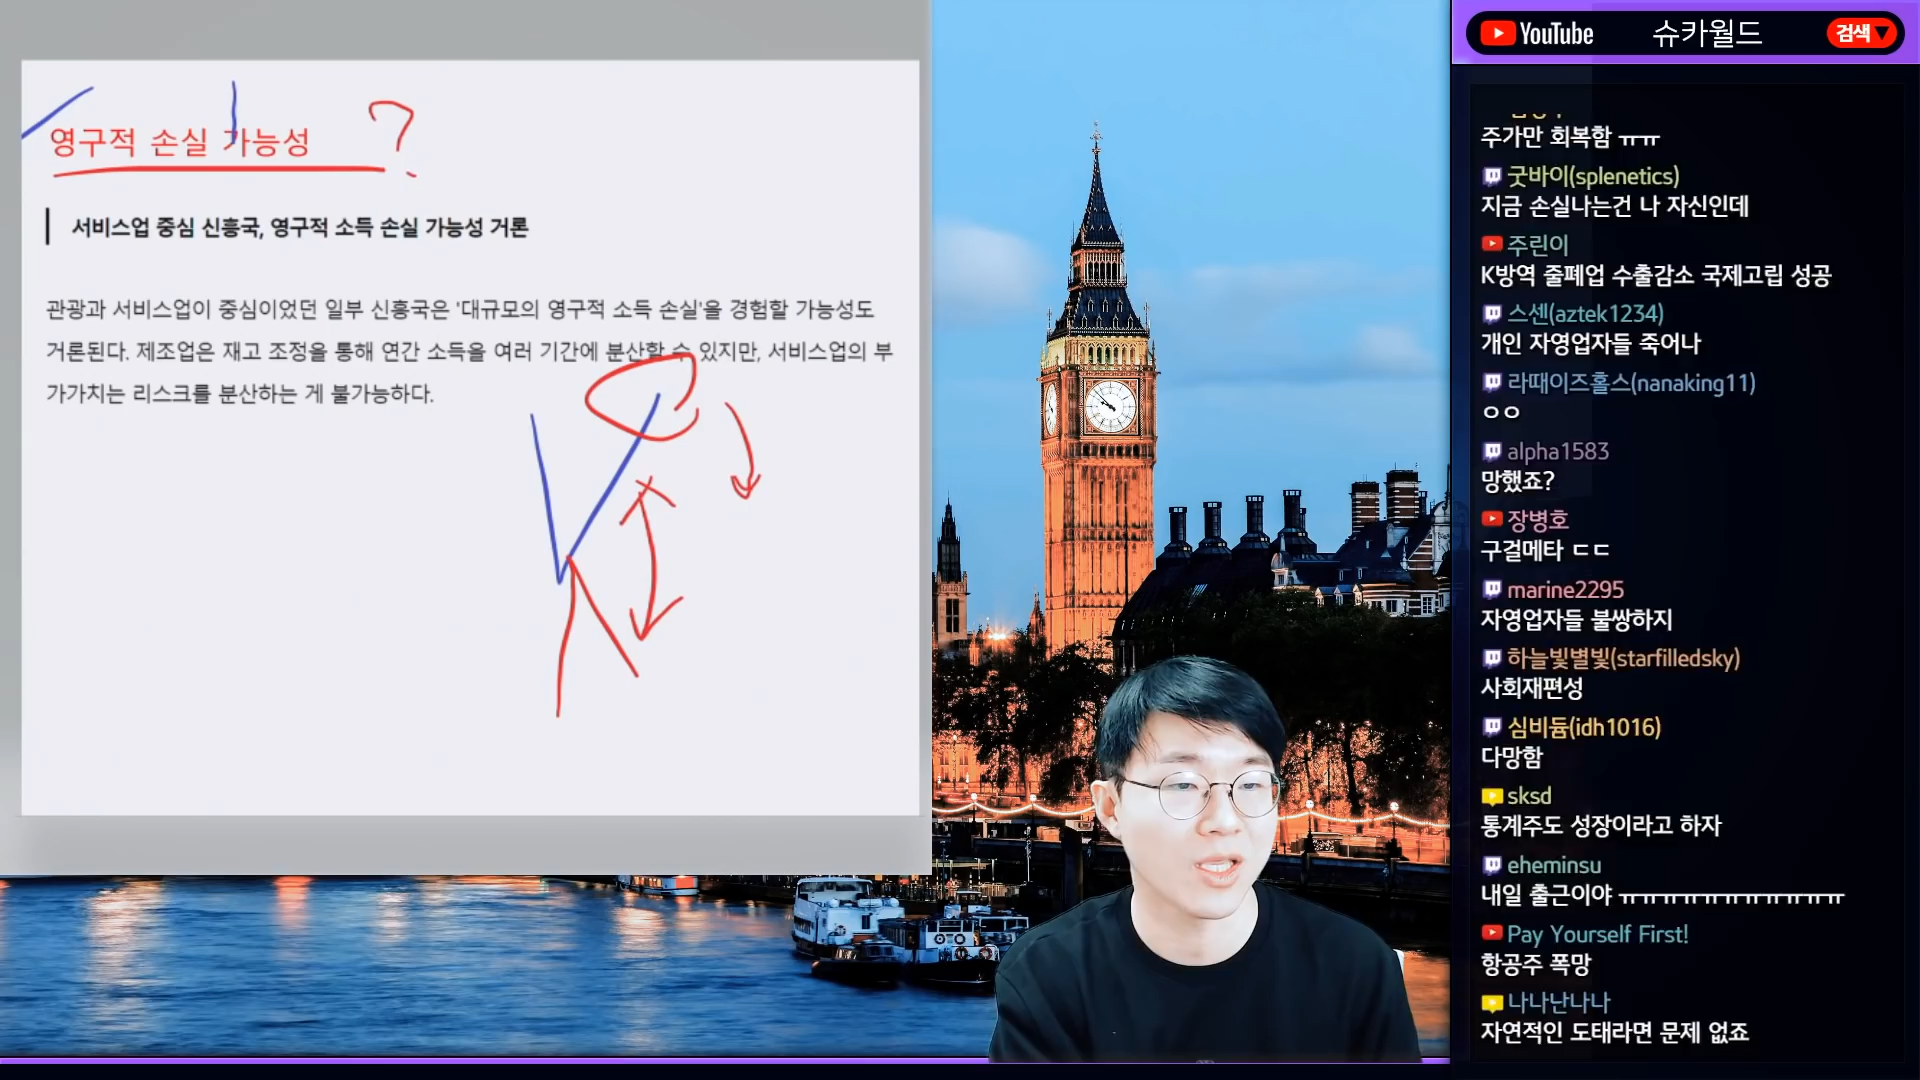 영구적 손실 가능성 ?
서비스업 중심 신흥국, 영구적 소득 손실 가능성 거론
관광과 서비스업이 중심이었던 일부 신흥국은 '대규모의 영구적 소득 손실'을 경험할 가능성도
거론된다. 제조업은 재고 조정을 통해 연간 소득을 여러 기간에 분산할 수 있지만, 서비스업의 부
가가치는 리스크를 분산하는 게 불가능하다.
YouTube 슈카월드 검색▼
주가만 회복함 ㅠㅠ
굿바이(splenetics)
지금 손실나는건 나 자신인데
주린이
K방역 줄폐업 수출감소 국제고립 성공
스센(aztek1234)
개인 자영업자들 죽어나
라때이즈홀스(nanaking11)
ㅇㅇ
alpha1583
망했죠?
장병호
구걸메타 ㄷㄷ
marine2295
자영업자들 불쌍하지
하늘빛별빛(starfilledsky)
사회재편성
심비듐(idh1016)
다망함
sksd
통계주도 성장이라고 하자
eheminsu
내일 출근이야 ㅠㅠㅠㅠㅠㅠㅠㅠㅠㅠㅠ
Pay Yourself First!
항공주 폭망
나나난나나
자연적인 도태라면 문제 없죠